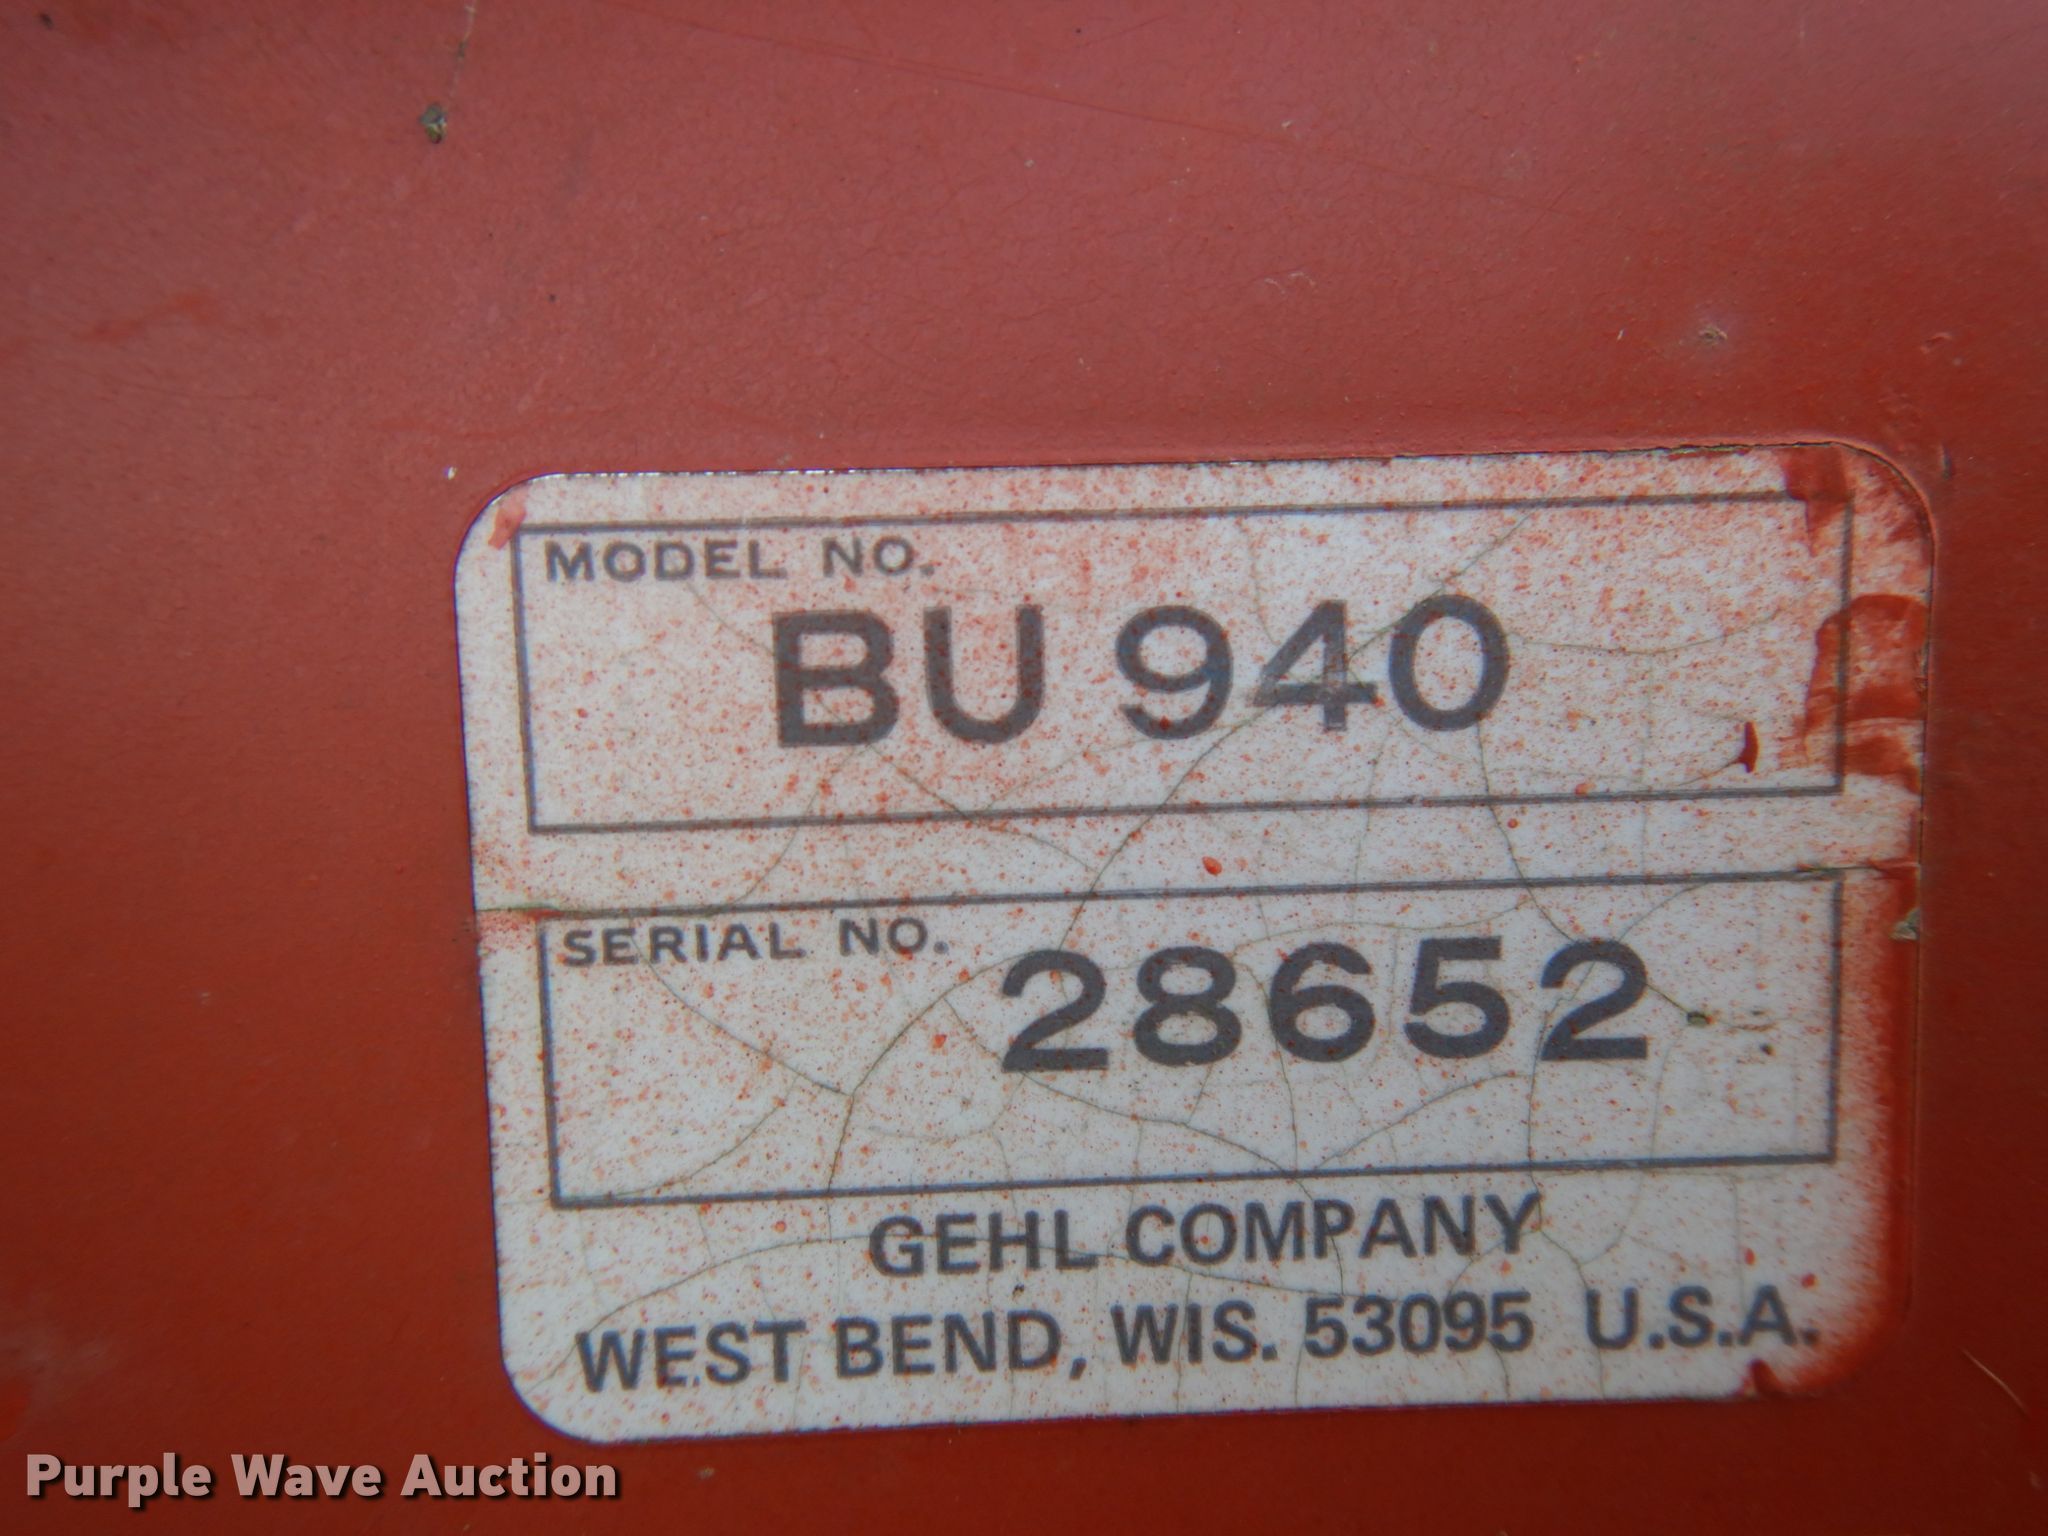 MODEL NO.
BU 940
SERIAL NO.
28652
GEHL COMPANY
WEST BEND, WIS. 53095 U.S.A.
Purple Wave Auction